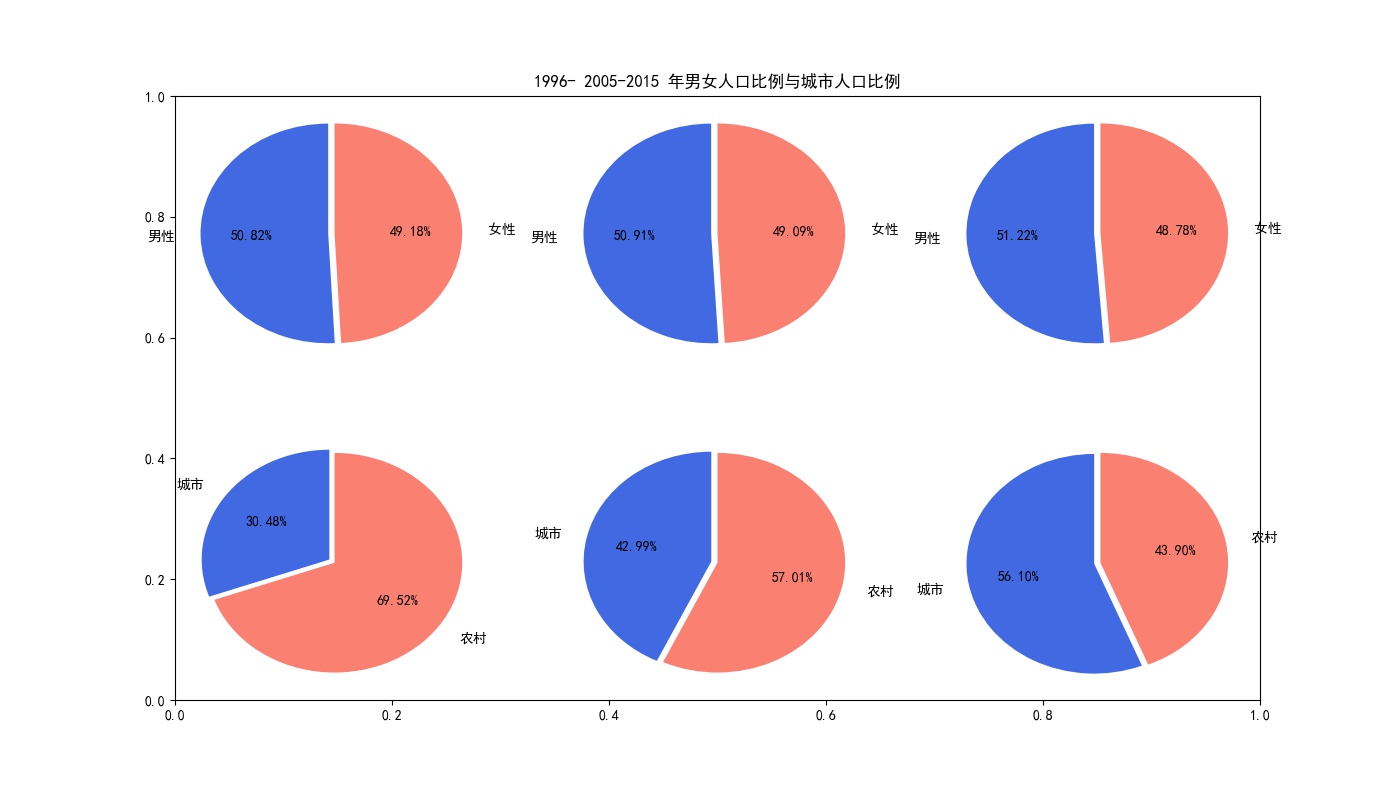 1996- 2005-2015 年男女人口比例与城市人口比例
1.0
0.8
男性
50.82%
49.18%
女性
男性
50.91%
49.09%
女性
男性
51.22%
48.78%
女性
0.6
0.4
城市
30.48%
69.52%
农村
城市
42.99%
57.01%
农村
城市
56.10%
43.90%
农村
0.2
0.0
0.0 0.2 0.4 0.6 0.8 1.0